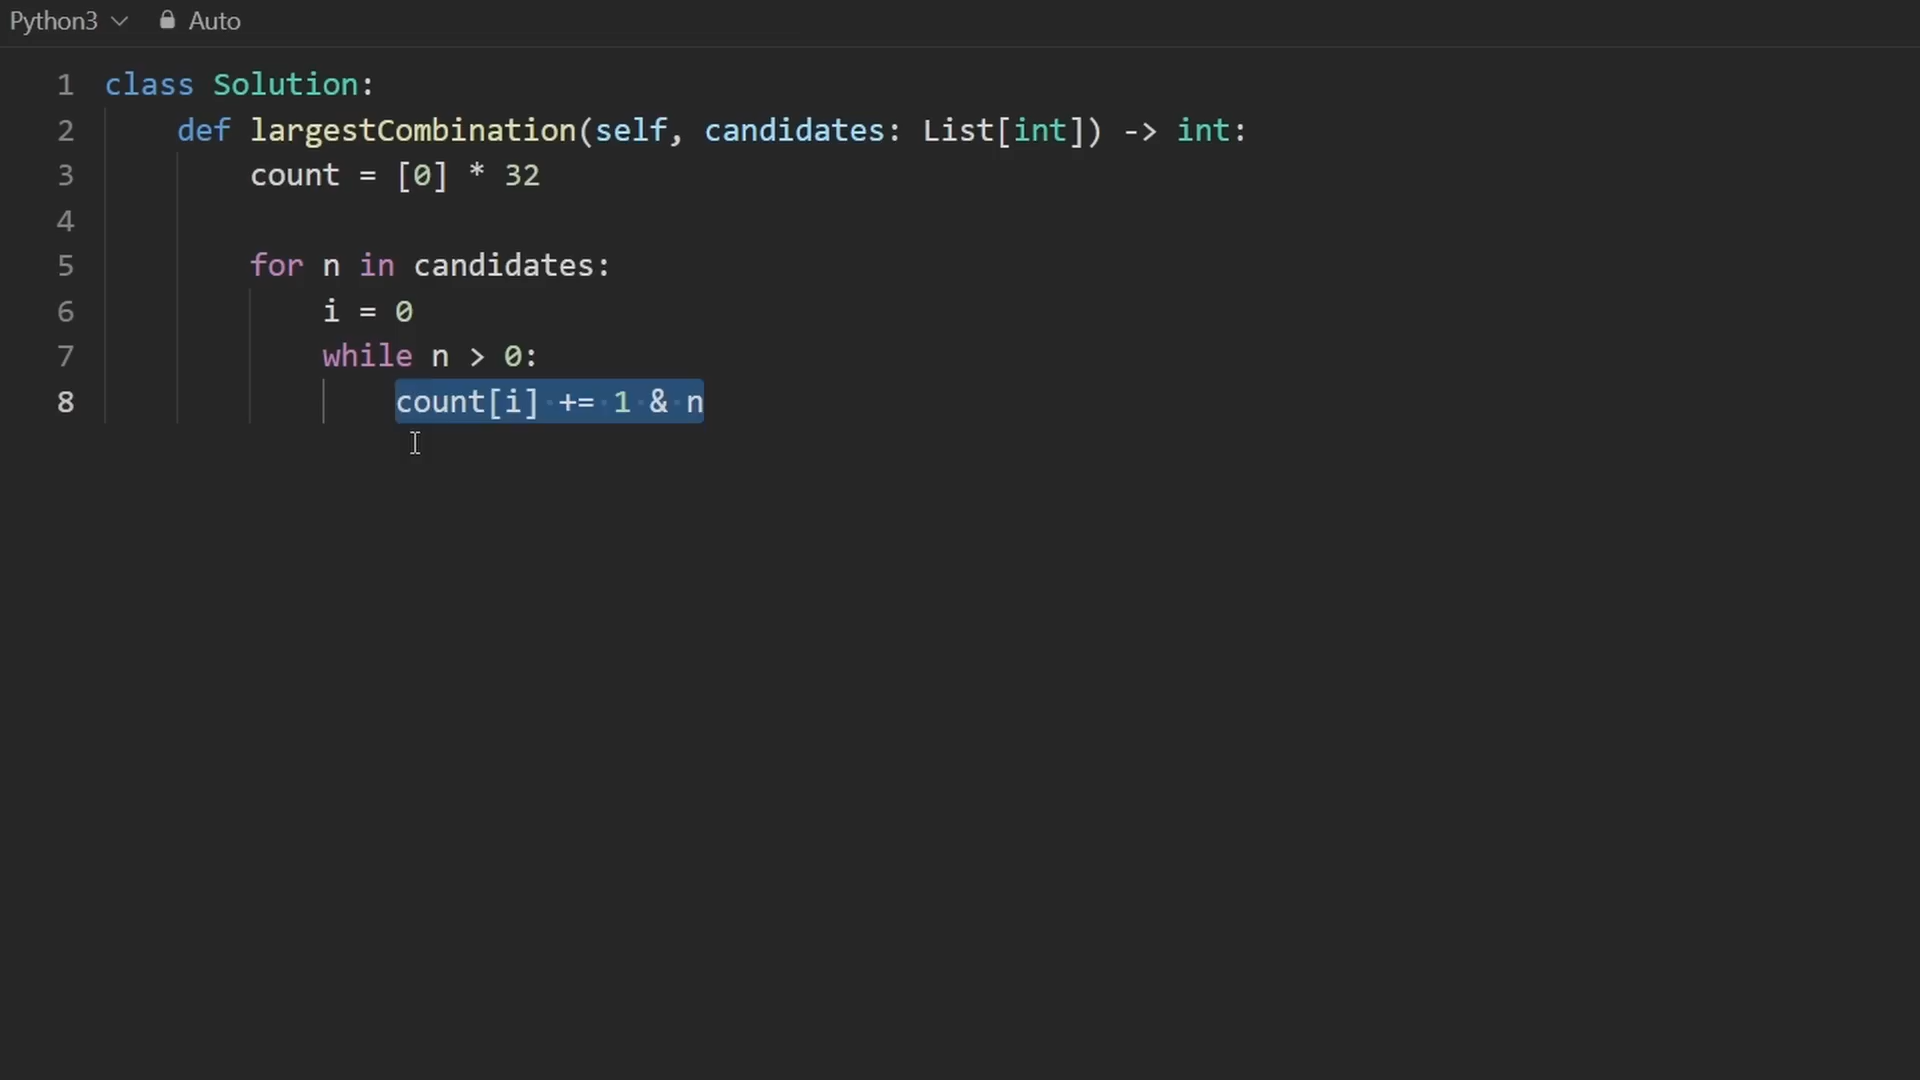 Python3 Auto
1 class Solution:
2 def largestCombination(self, candidates: List[int]) -> int:
3 count = [0] * 32
4
5 for n in candidates:
6 i = 0
7 while n > 0:
8 count[i] += 1 & n